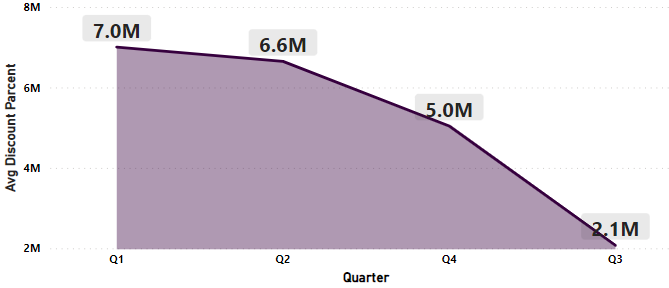 8M
7.0M
6.6M
6M
5.0M
4M
2.1M
2M
Q1 Q2 Q4 Q3
Avg Discount Parcent
Quarter